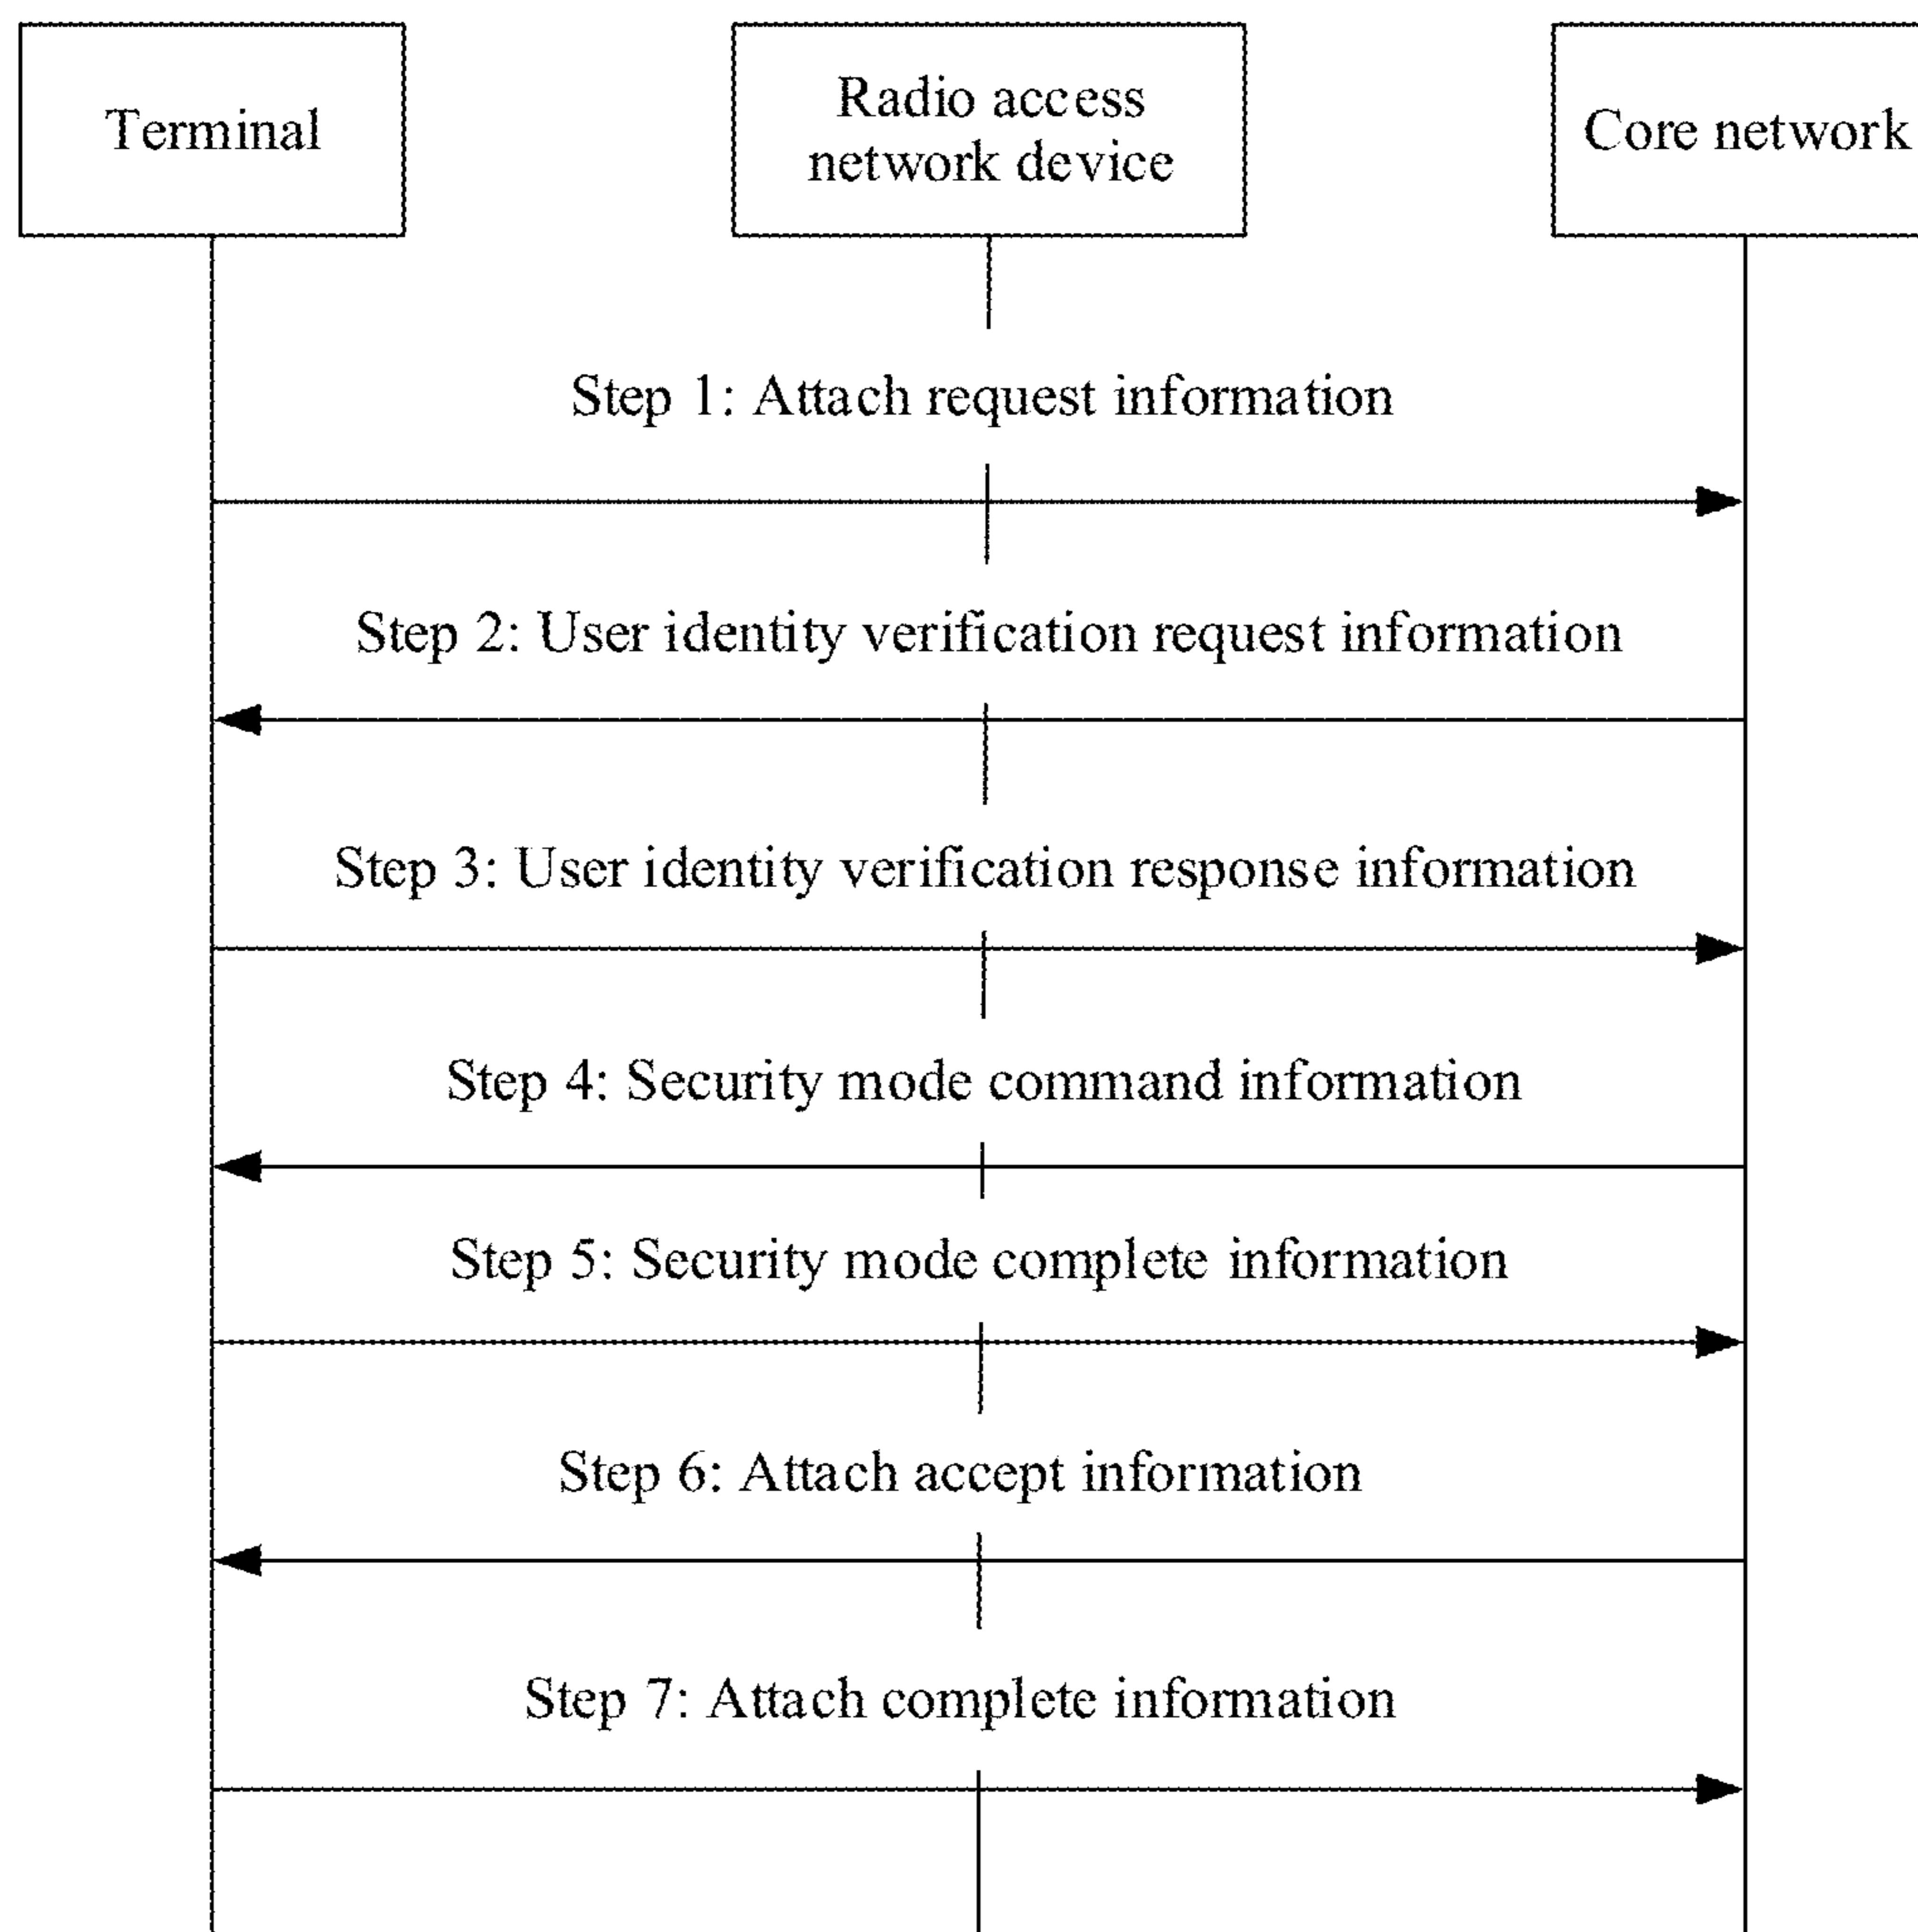 Terminal
Radio access
network device
Core network
Step 1: Attach request information
Step 2: User identity verification request information
Step 3: User identity verification response information
Step 4: Security mode command information
Step 5: Security mode complete information
Step 6: Attach accept information
Step 7: Attach complete information